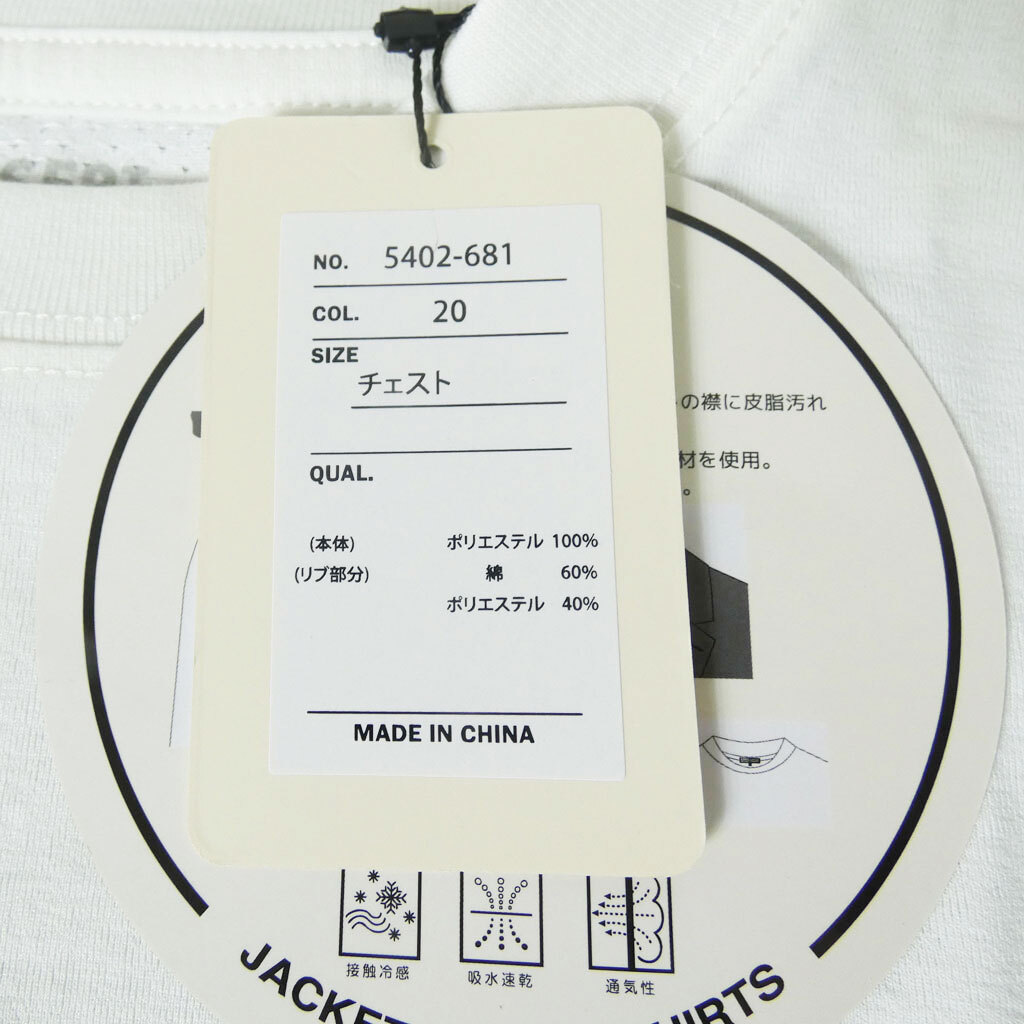 NO. 5402-681
COL. 20
SIZE
チェスト
QUAL.
(本体) ポリエステル 100%
(リブ部分) 綿 60%
ポリエステル 40%
MADE IN CHINA
の襟に皮脂汚れ
材を使用。
。
接触冷感
吸水速乾
通気性